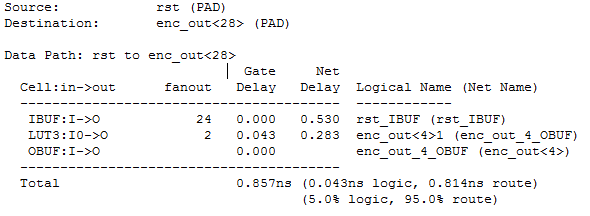 Source: rst (PAD)
Destination: enc_out<28> (PAD)
Data Path: rst to enc_out<28>
Gate Net
Cell:in->out fanout Delay Delay Logical Name (Net Name)
---------------------------------------- ------------
IBUF:I->O 24 0.000 0.530 rst_IBUF (rst_IBUF)
LUT3:I0->O 2 0.043 0.283 enc_out<4>1 (enc_out_4_OBUF)
OBUF:I->O 0.000 enc_out_4_OBUF (enc_out<4>)
----------------------------------------
Total 0.857ns (0.043ns logic, 0.814ns route)
(5.0% logic, 95.0% route)